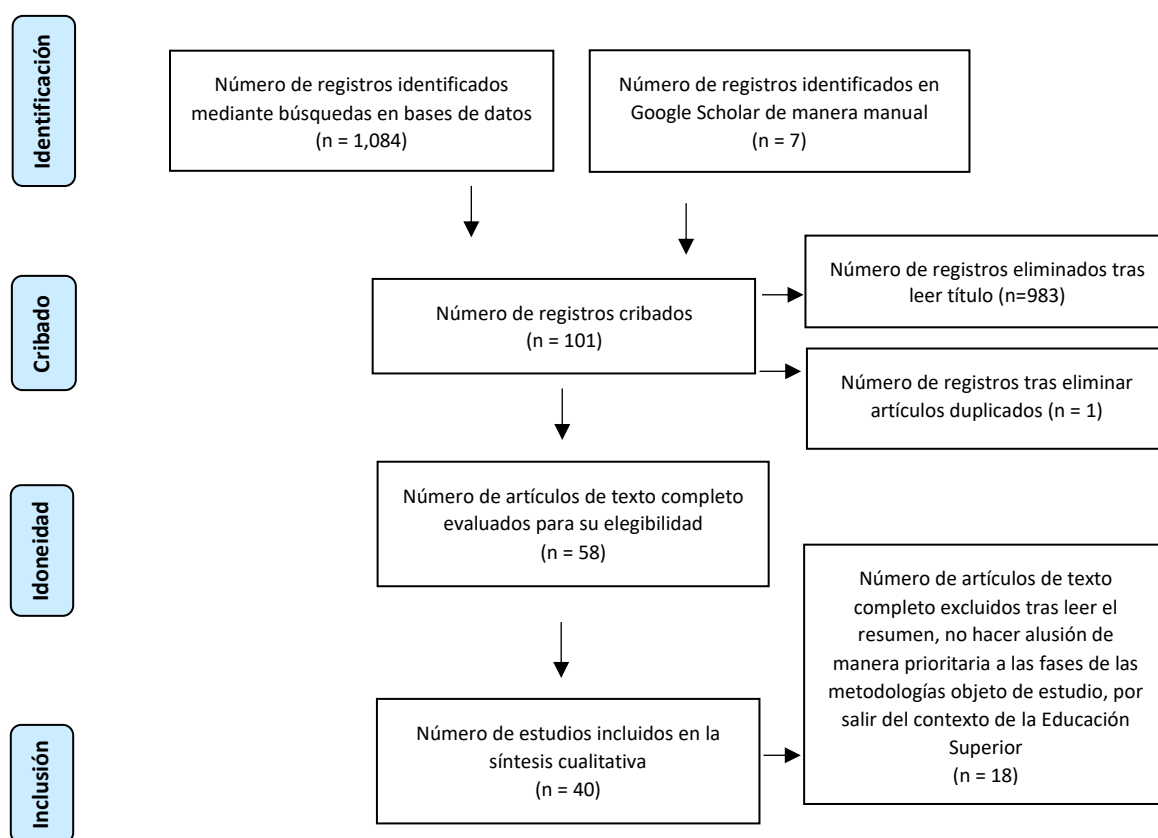 Identificación
Número de registros identificados
mediante búsquedas en bases de datos
(n = 1,084)
Número de registros identificados en
Google Scholar de manera manual
(n = 7)
Cribado
Número de registros cribados
(n = 101)
Número de registros eliminados tras
leer título (n=983)
Número de registros tras eliminar
artículos duplicados (n = 1)
Idoneidad
Número de artículos de texto completo
evaluados para su elegibilidad
(n = 58)
Número de artículos de texto
completo excluidos tras leer el
resumen, no hacer alusión de
manera prioritaria a las fases de las
metodologías objeto de estudio, por
salir del contexto de la Educación
Superior
(n = 18)
Inclusión
Número de estudios incluidos en la
síntesis cualitativa
(n = 40)